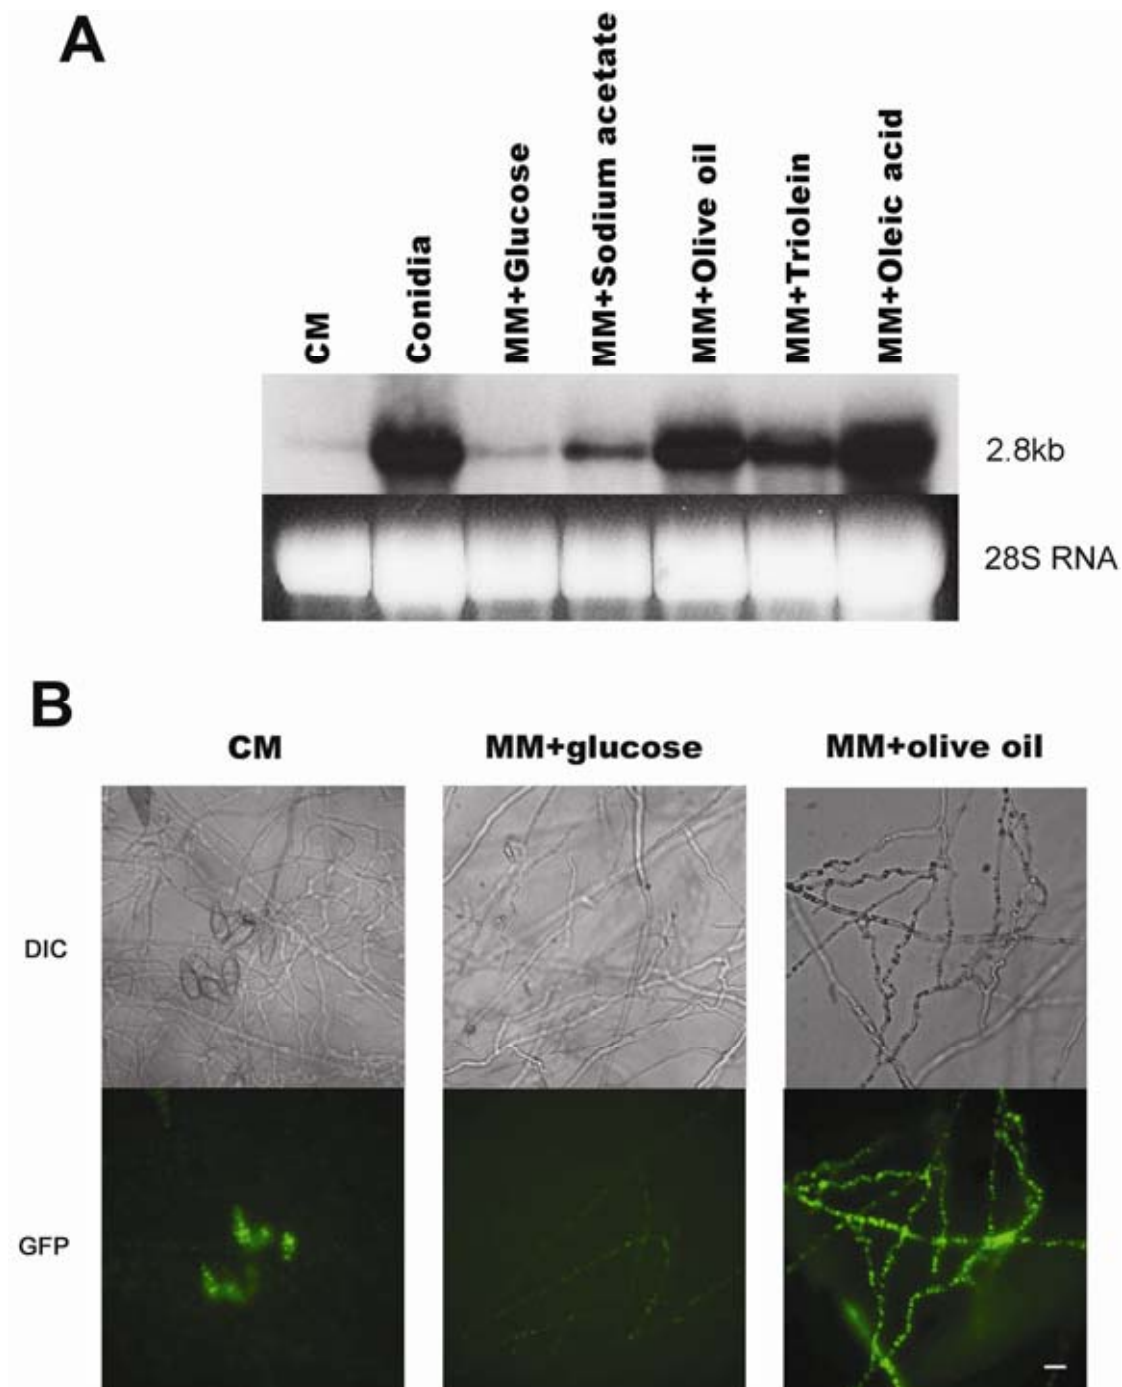 A
CM
Conidia
MM+Glucose
MM+Sodium acetate
MM+Olive oil
MM+Triolein
MM+Oleic acid
2.8kb
28S RNA
B
CM
MM+glucose
MM+olive oil
DIC
GFP